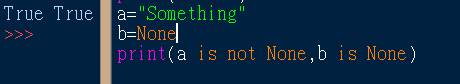 True True
>>>
a="Something"
b=None
print(a is not None,b is None)